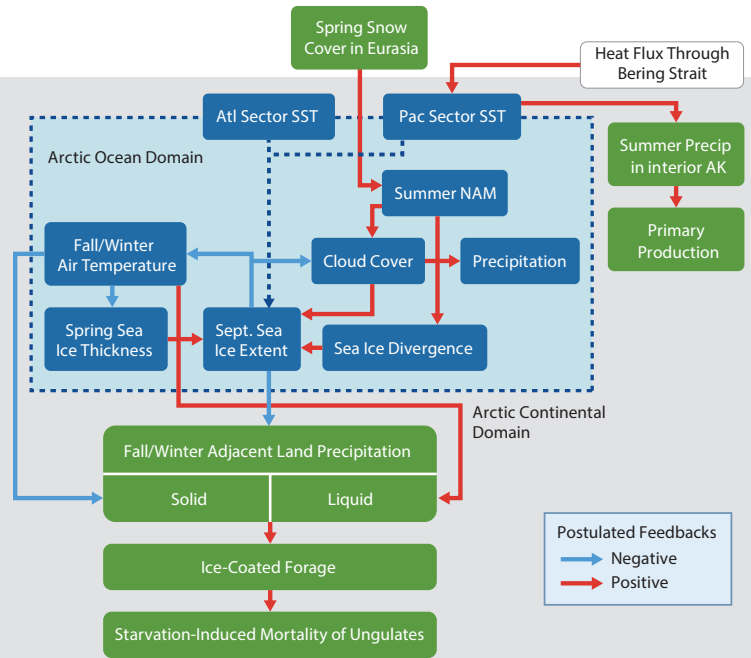 Spring Snow
Cover in Eurasia
Heat Flux Through
Bering Strait
Atl Sector SST
Pac Sector SST
Arctic Ocean Domain
Summer Precip
in interior AK
Summer NAM
Primary
Production
Fall/Winter
Air Temperature
Cloud Cover
Precipitation
Spring Sea
Ice Thickness
Sept. Sea
Ice Extent
Sea Ice Divergence
Arctic Continental
Domain
Fall/Winter Adjacent Land Precipitation
Solid
Liquid
Postulated Feedbacks
Negative
Positive
Ice-Coated Forage
Starvation-Induced Mortality of Ungulates